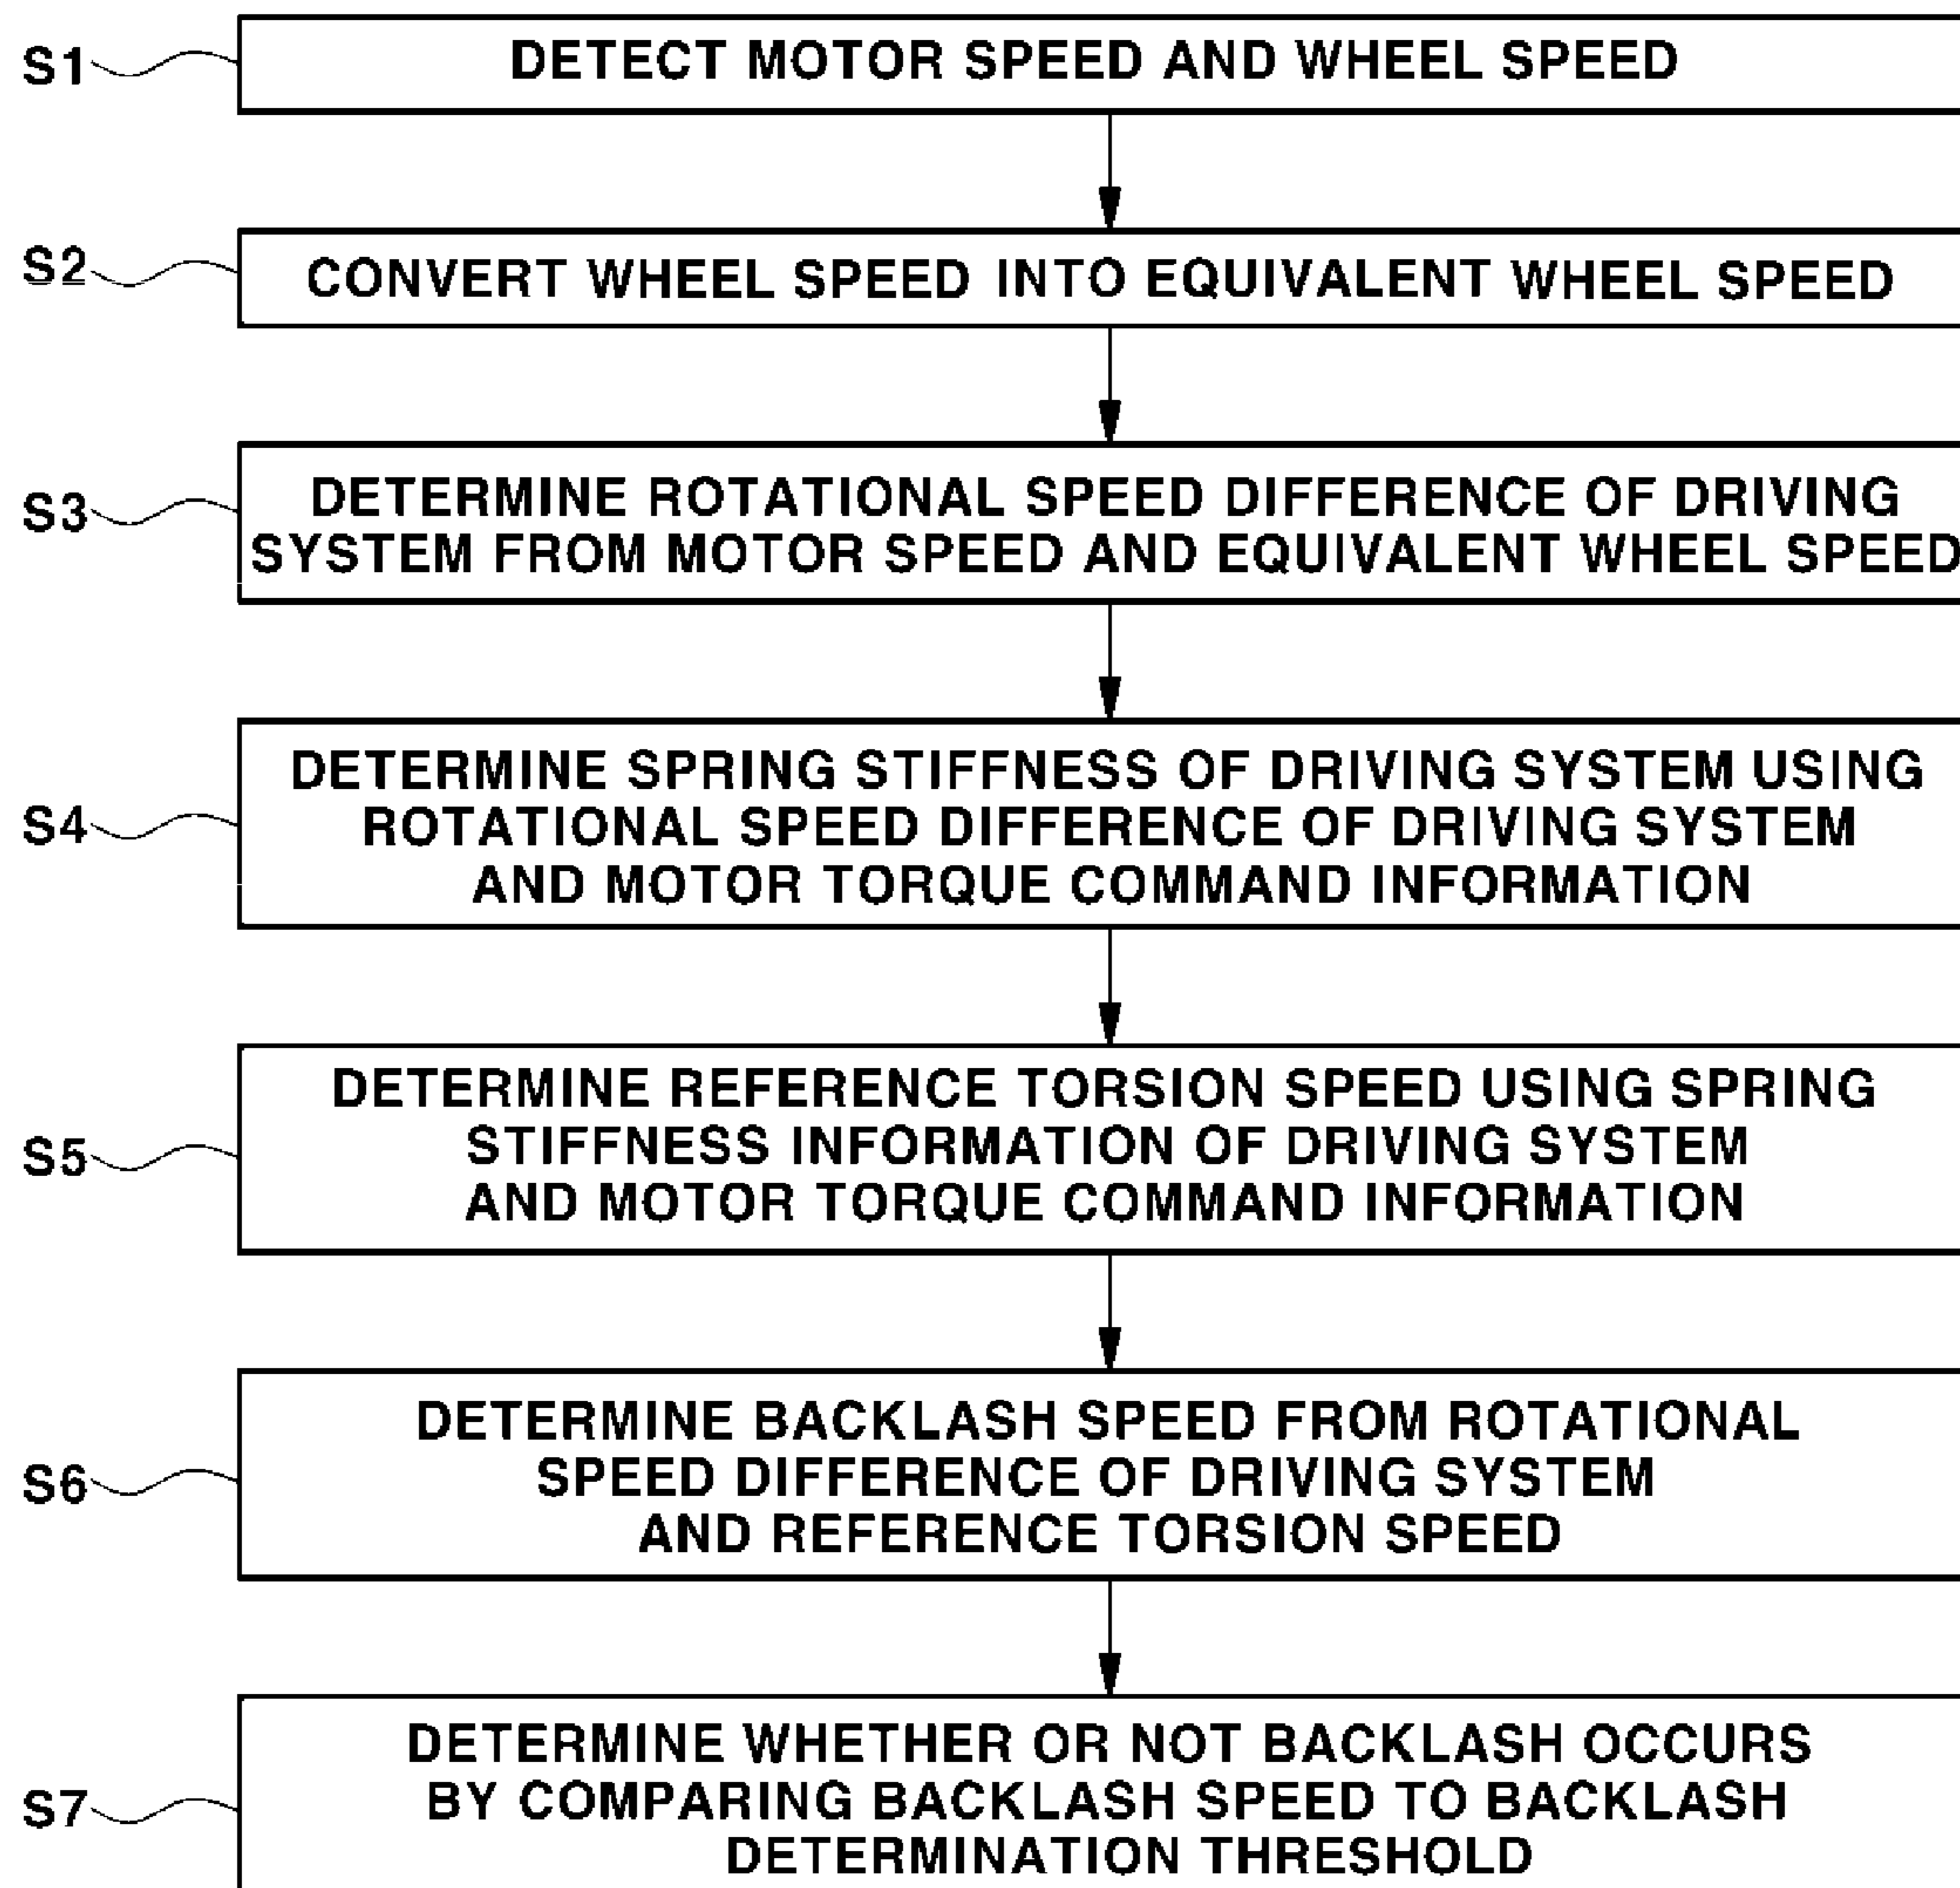 S1 DETECT MOTOR SPEED AND WHEEL SPEED
S2 CONVERT WHEEL SPEED INTO EQUIVALENT WHEEL SPEED
S3
DETERMINE ROTATIONAL SPEED DIFFERENCE OF DRIVING
SYSTEM FROM MOTOR SPEED AND EQUIVALENT WHEEL SPEED
S4
DETERMINE SPRING STIFFNESS OF DRIVING SYSTEM USING
ROTATIONAL SPEED DIFFERENCE OF DRIVING SYSTEM
AND MOTOR TORQUE COMMAND INFORMATION
S5
DETERMINE REFERENCE TORSION SPEED USING SPRING
STIFFNESS INFORMATION OF DRIVING SYSTEM
AND MOTOR TORQUE COMMAND INFORMATION
S6
DETERMINE BACKLASH SPEED FROM ROTATIONAL
SPEED DIFFERENCE OF DRIVING SYSTEM
AND REFERENCE TORSION SPEED
S7
DETERMINE WHETHER OR NOT BACKLASH OCCURS
BY COMPARING BACKLASH SPEED TO BACKLASH
DETERMINATION THRESHOLD